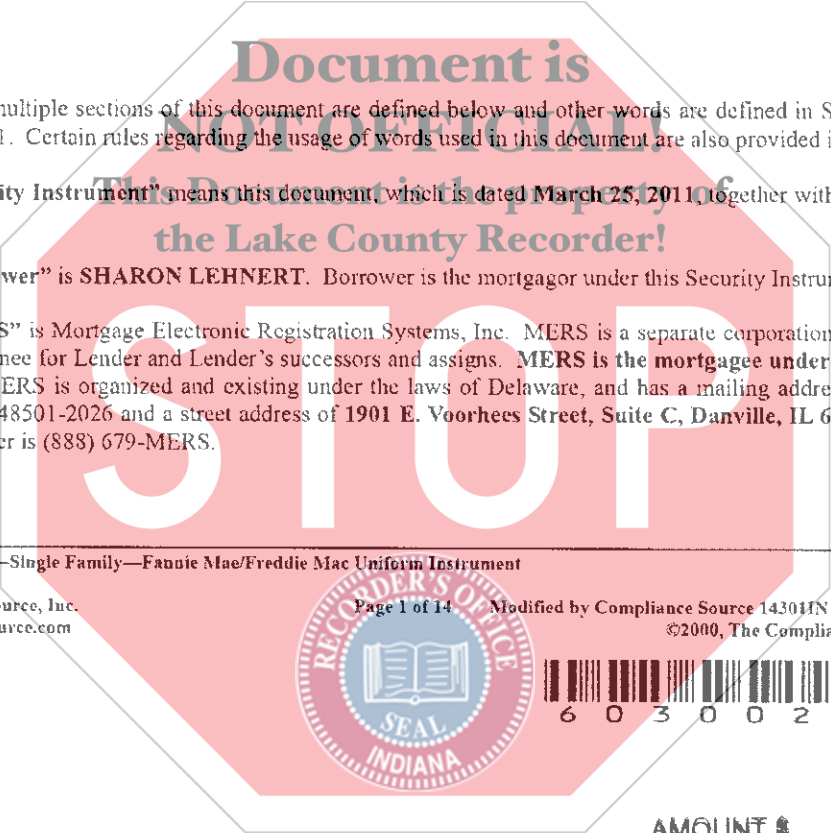 Document is
multiple sections of this document are defined below and other words are defined in S
NOT OFFICIAL!
1. Certain rules regarding the usage of words used in this document are also provided i
This Document is the property of
ity Instrument” means this document, which is dated March 25, 2011, together with
the Lake County Recorder!
wer” is SHARON LEHNERT. Borrower is the mortgagor under this Security Instru
STOP
S” is Mortgage Electronic Registration Systems, Inc. MERS is a separate corporation
nee for Lender and Lender’s successors and assigns. MERS is the mortgagee under
ERS is organized and existing under the laws of Delaware, and has a mailing addre
48501-2026 and a street address of 1901 E. Voorhees Street, Suite C, Danville, IL 6
er is (888) 679-MERS.
—Single Family—Fannie Mae/Freddie Mac Uniform Instrument
urce, Inc. Page 1 of 14 Modified by Compliance Source 14301IN
urce.com ©2000, The Complia
RECORDER'S OFFICE
SEAL
INDIANA
6 0 3 0 0 2
AMOUNT $